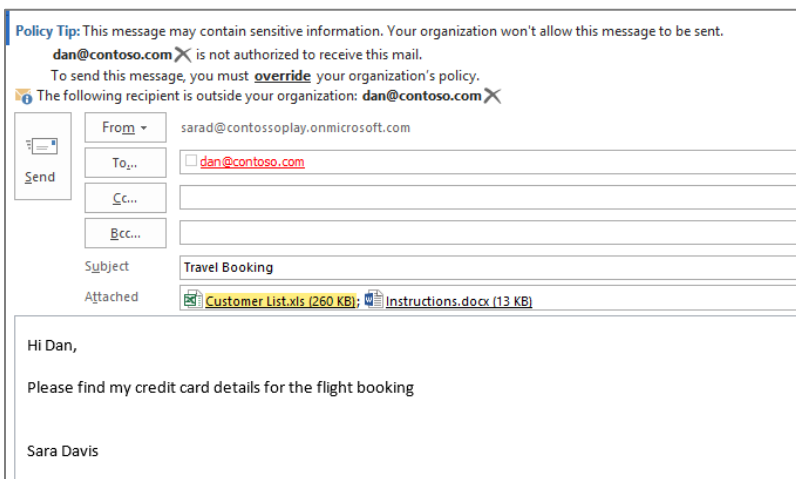 Policy Tip: This message may contain sensitive information. Your organization won't allow this message to be sent.
dan@contoso.com is not authorized to receive this mail.
To send this message, you must override your organization's policy.
The following recipient is outside your organization: dan@contoso.com
From sarad@contossoplay.onmicrosoft.com
Send
To... dan@contoso.com
Cc...
Bcc...
Subject Travel Booking
Attached Customer List.xls (260 KB); Instructions.docx (13 KB)
Hi Dan,
Please find my credit card details for the flight booking
Sara Davis